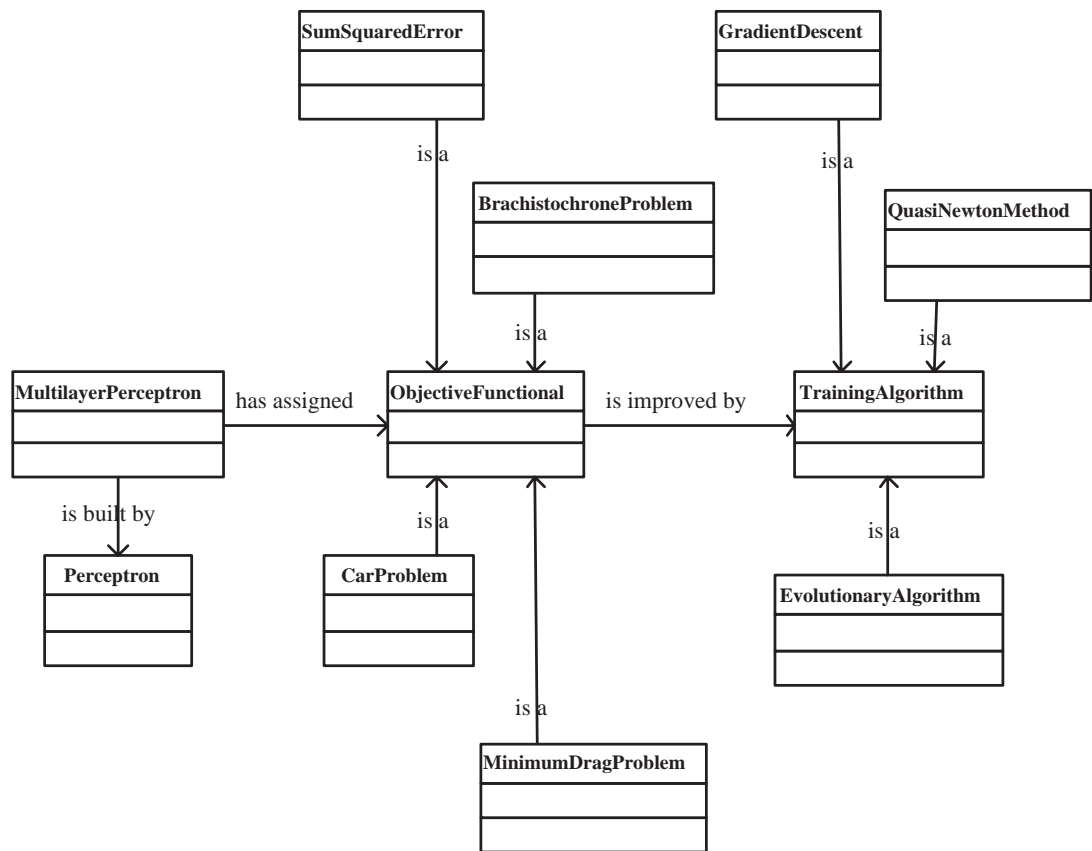 SumSquaredError
GradientDescent
is a
is a
BrachistochroneProblem
QuasiNewtonMethod
is a
is a
MultilayerPerceptron
has assigned
ObjectiveFunctional
is improved by
TrainingAlgorithm
is built by
is a
is a
Perceptron
CarProblem
EvolutionaryAlgorithm
is a
MinimumDragProblem